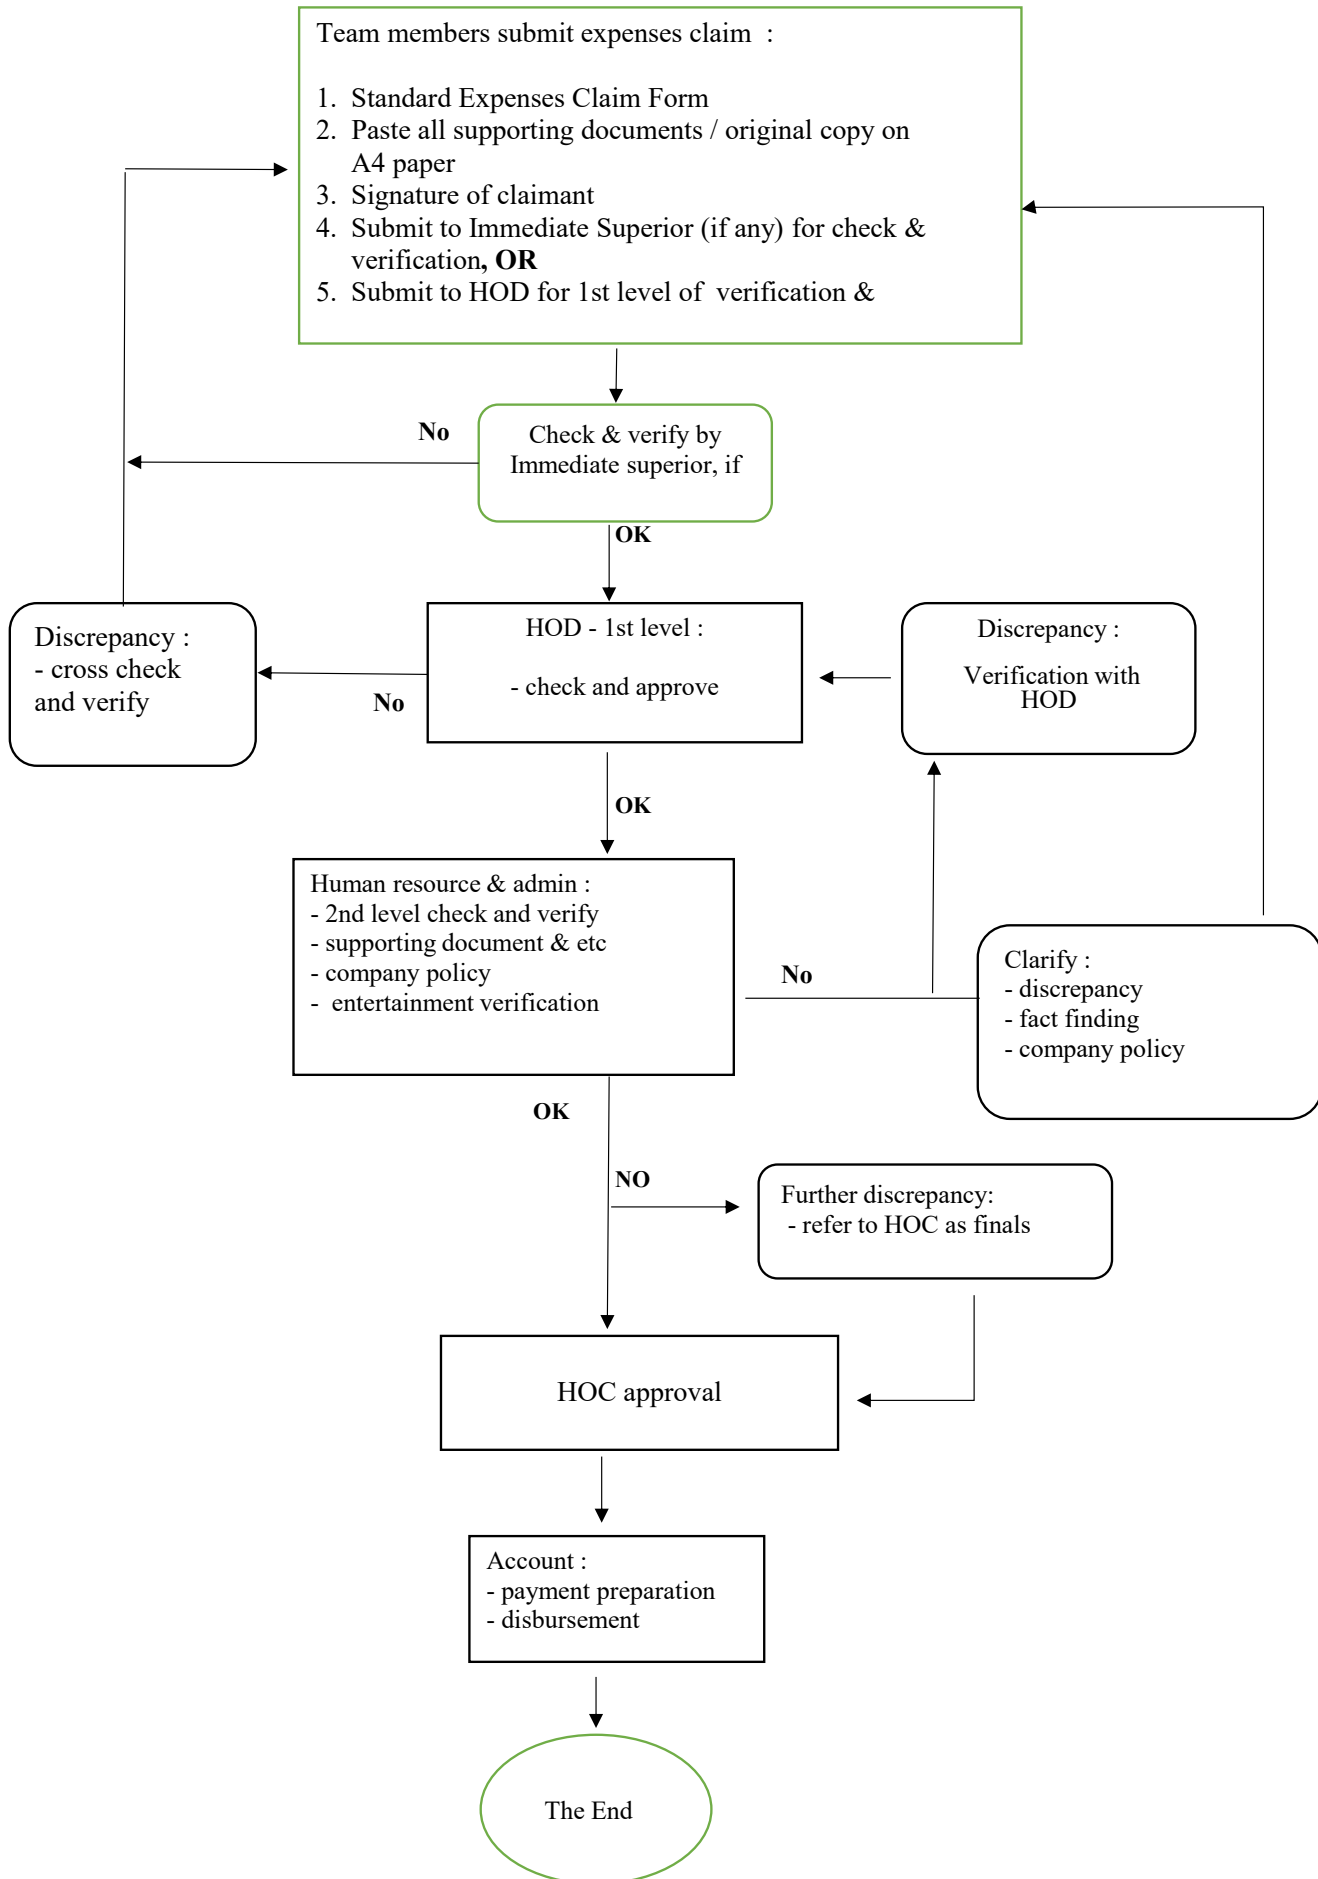 Team members submit expenses claim  :
1.  Standard Expenses Claim Form
2.  Paste all supporting documents / original copy on
A4 paper
3.  Signature of claimant
4.  Submit to Immediate Superior (if any) for check &
verification, OR
5.  Submit to HOD for 1st level of  verification &
No
Check & verify by
Immediate superior, if
OK
Discrepancy :
- cross check
and verify
No
HOD - 1st level :
- check and approve
Discrepancy :
Verification with
HOD
OK
Human resource & admin :
- 2nd level check and verify
- supporting document & etc
- company policy
-  entertainment verification
No
Clarify :
- discrepancy
- fact finding
- company policy
OK
NO
Further discrepancy:
- refer to HOC as finals
HOC approval
Account :
- payment preparation
- disbursement
The End